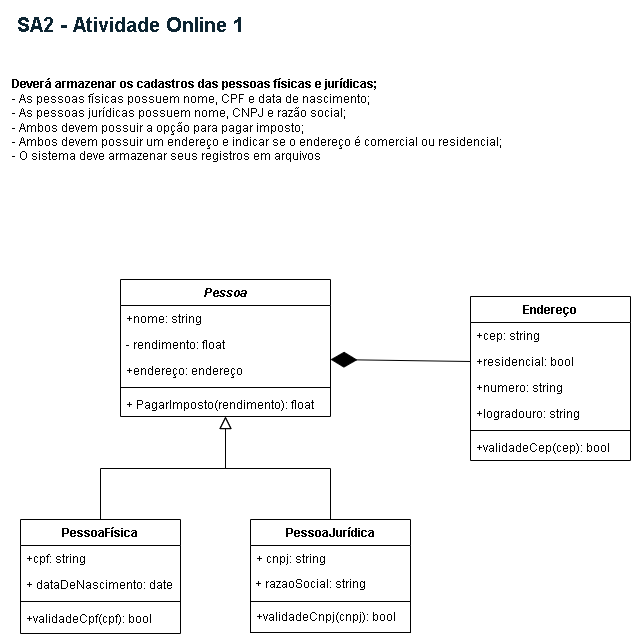 SA2 - Atividade Online 1
Deverá armazenar os cadastros das pessoas físicas e jurídicas;
- As pessoas físicas possuem nome, CPF e data de nascimento;
- As pessoas jurídicas possuem nome, CNPJ e razão social;
- Ambos devem possuir a opção para pagar imposto;
- Ambos devem possuir um endereço e indicar se o endereço é comercial ou residencial;
- O sistema deve armazenar seus registros em arquivos
Pessoa
+nome: string
- rendimento: float
+endereço: endereço
+ PagarImposto(rendimento): float
Endereço
+cep: string
+residencial: bool
+numero: string
+logradouro: string
+validadeCep(cep): bool
PessoaFísica
+cpf: string
+ dataDeNascimento: date
+validadeCpf(cpf): bool
PessoaJurídica
+ cnpj: string
+ razaoSocial: string
+validadeCnpj(cnpj): bool